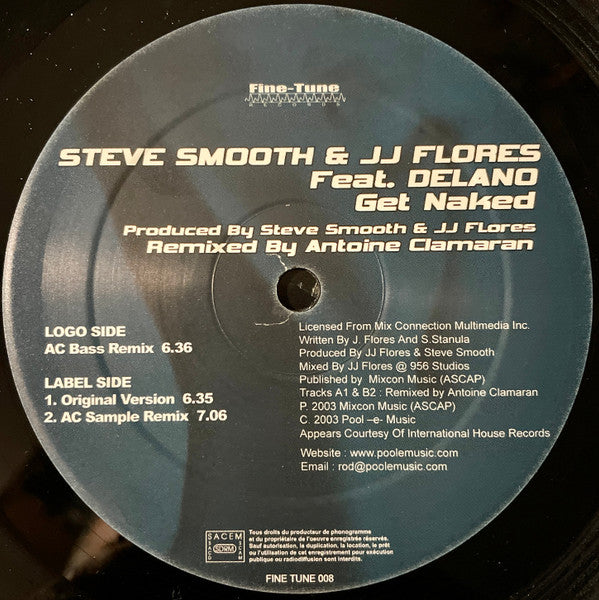 Fine-Tune
RECORDS
STEVE SMOOTH & JJ FLORES
Feat. DELANO
Get Naked
Produced By Steve Smooth & JJ Flores
Remixed By Antoine Clamaran
LOGO SIDE
AC Bass Remix 6.36
LABEL SIDE
1. Original Version 6.35
2. AC Sample Remix 7.06
Licensed From Mix Connection Multimedia Inc.
Written By J. Flores And S.Stanula
Produced By JJ Flores & Steve Smooth
Mixed By JJ Flores @ 956 Studios
Published by Mixcon Music (ASCAP)
Tracks A1 & B2 : Remixed by Antoine Clamaran
P. 2003 Mixcon Music (ASCAP)
C. 2003 Pool –e- Music
Appears Courtesy Of International House Records
Website : www.poolemusic.com
Email : rod@poolemusic.com
SACEM
SACD
SDRM
SCAM
Tous droits du producteur de phonogramme
et du propriétaire de l'oeuvre enregistrée réservés.
Sauf autorisation, la duplication, la location, le prêt
ou l'utilisation de cet enregistrement pour exécution
publique ou radiodiffusion sont interdits.
FINE TUNE 008